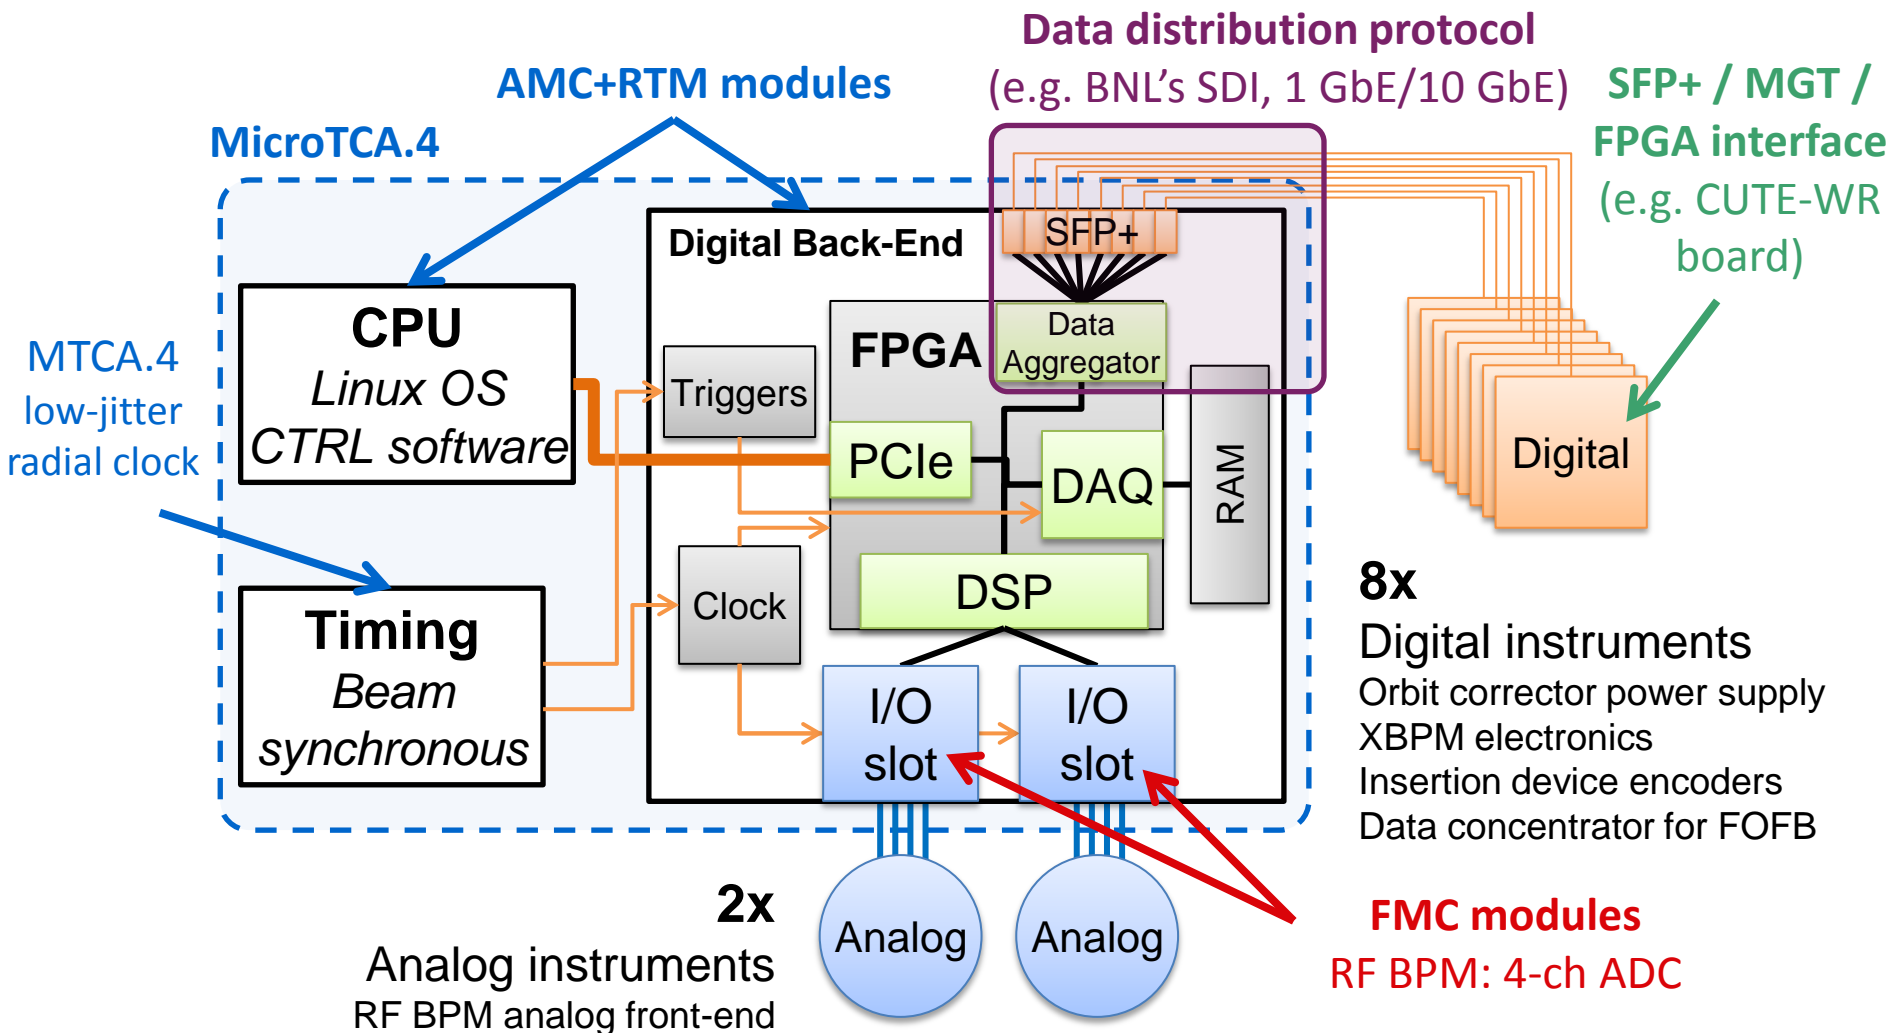 Data distribution protocol
(e.g. BNL's SDI, 1 GbE/10 GbE)
AMC+RTM modules
SFP+ / MGT /
FPGA interface
(e.g. CUTE-WR
board)
MicroTCA.4
Digital Back-End
SFP+
CPU
Linux OS
CTRL software
MTCA.4
low-jitter
radial clock
Triggers
FPGA
Data
Aggregator
PCIe
DAQ
RAM
Digital
Clock
DSP
Timing
Beam
synchronous
I/O
slot
I/O
slot
8x
Digital instruments
Orbit corrector power supply
XBPM electronics
Insertion device encoders
Data concentrator for FOFB
2x
Analog instruments
RF BPM analog front-end
Analog
Analog
FMC modules
RF BPM: 4-ch ADC